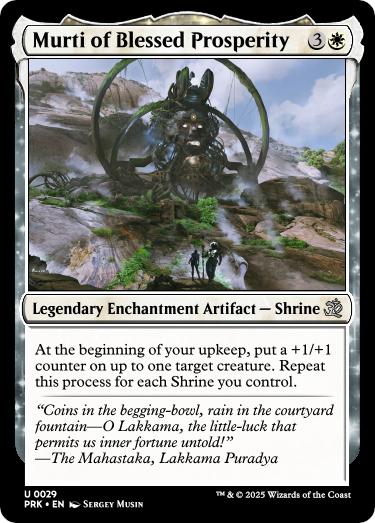 Murti of Blessed Prosperity 3
Legendary Enchantment Artifact — Shrine
At the beginning of your upkeep, put a +1/+1
counter on up to one target creature. Repeat
this process for each Shrine you control.
“Coins in the begging-bowl, rain in the courtyard
fountain—O Lakkama, the little-luck that
permits us inner fortune untold!”
—The Mahastaka, Lakkama Puradya
U 0029
PRK • EN Sergey Musin
™ & © 2025 Wizards of the Coast